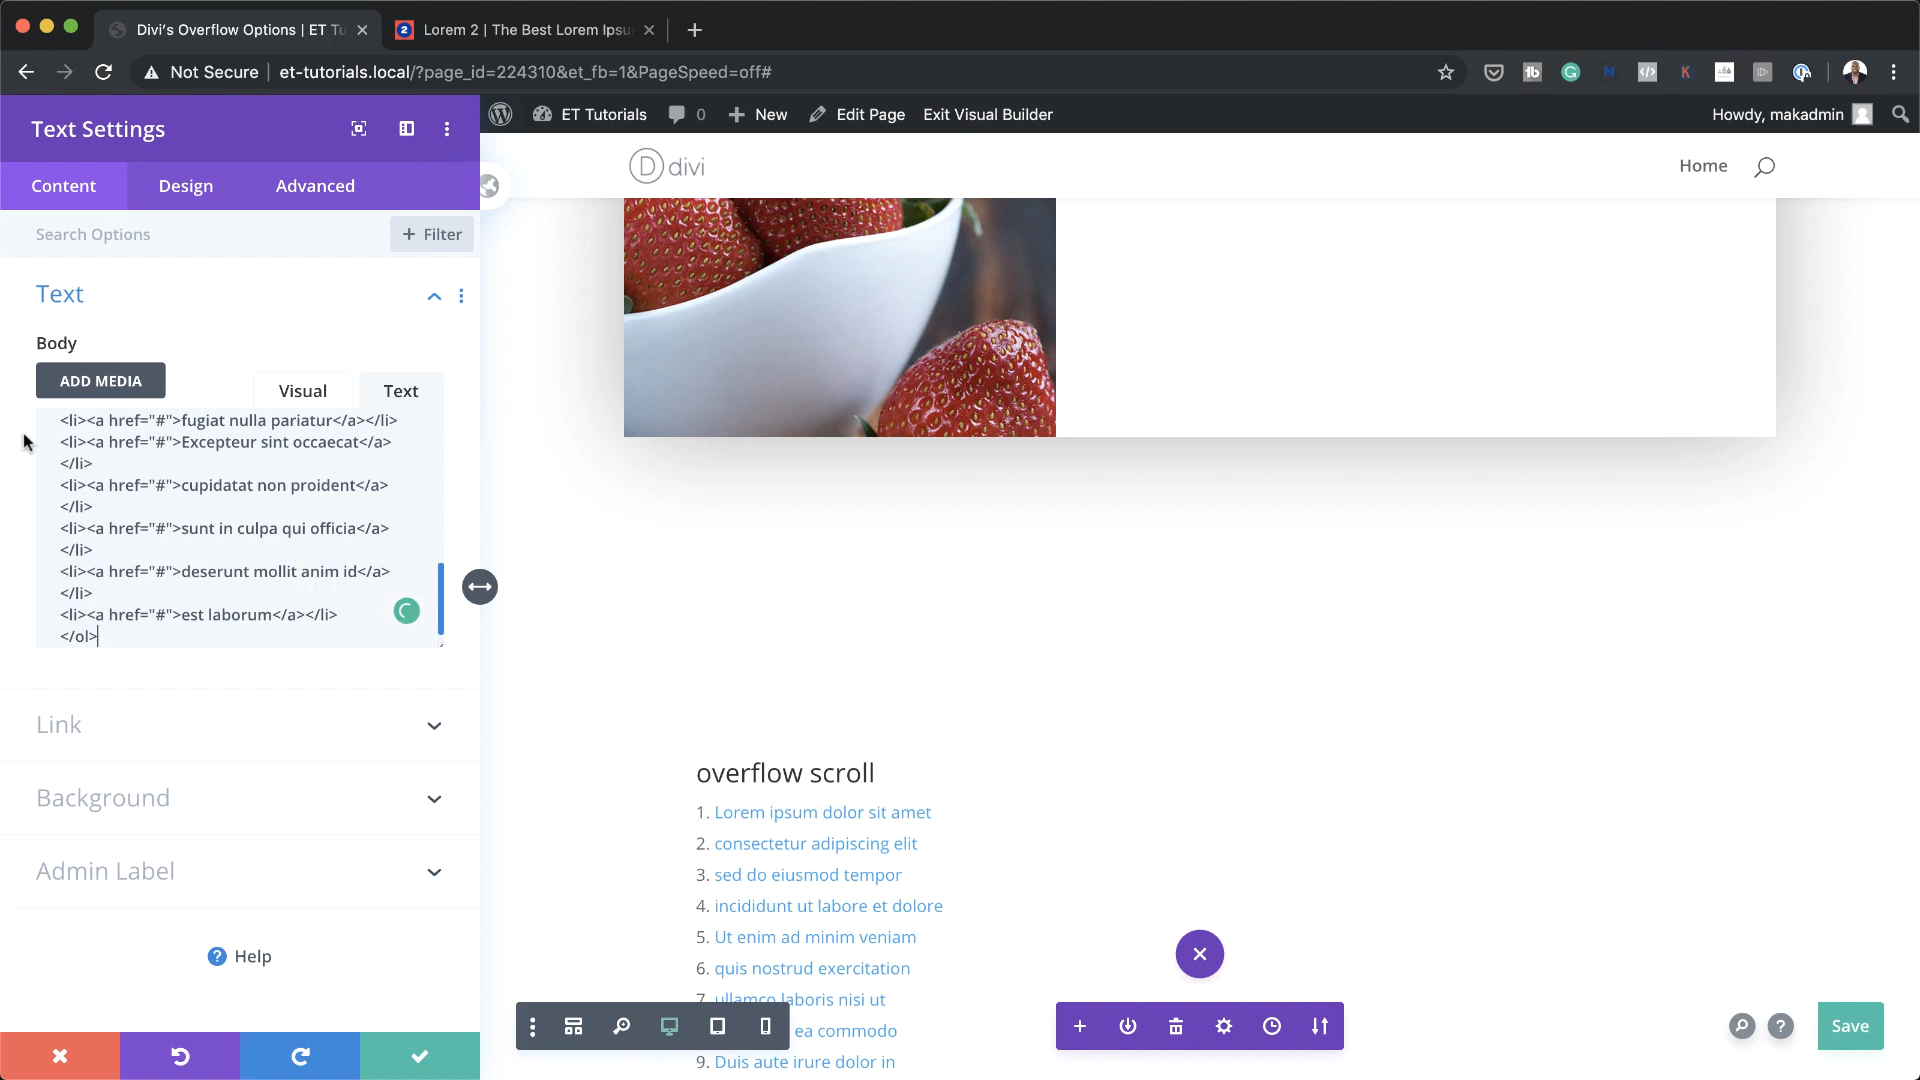 Divi's Overflow Options | ET Tu
2
Lorem 2 | The Best Lorem Ipsu
Not Secure | et-tutorials.local/?page_id=224310&et_fb=1&PageSpeed=off#
Text Settings
ET Tutorials
0
New
Edit Page
Exit Visual Builder
Howdy, makadmin
D divi
Home
Content
Design
Advanced
Search Options
+ Filter
Text
Body
ADD MEDIA
Visual
Text
<li><a href="#">fugiat nulla pariatur</a></li>
<li><a href="#">Excepteur sint occaecat</a>
</li>
<li><a href="#">cupidatat non proident</a>
</li>
<li><a href="#">sunt in culpa qui officia</a>
</li>
<li><a href="#">deserunt mollit anim id</a>
</li>
<li><a href="#">est laborum</a></li>
</ol>
Link
Background
Admin Label
? Help
overflow scroll
1. Lorem ipsum dolor sit amet
2. consectetur adipiscing elit
3. sed do eiusmod tempor
4. incididunt ut labore et dolore
5. Ut enim ad minim veniam
6. quis nostrud exercitation
7. ullamco laboris nisi ut
ea commodo
9. Duis aute irure dolor in
?
Save